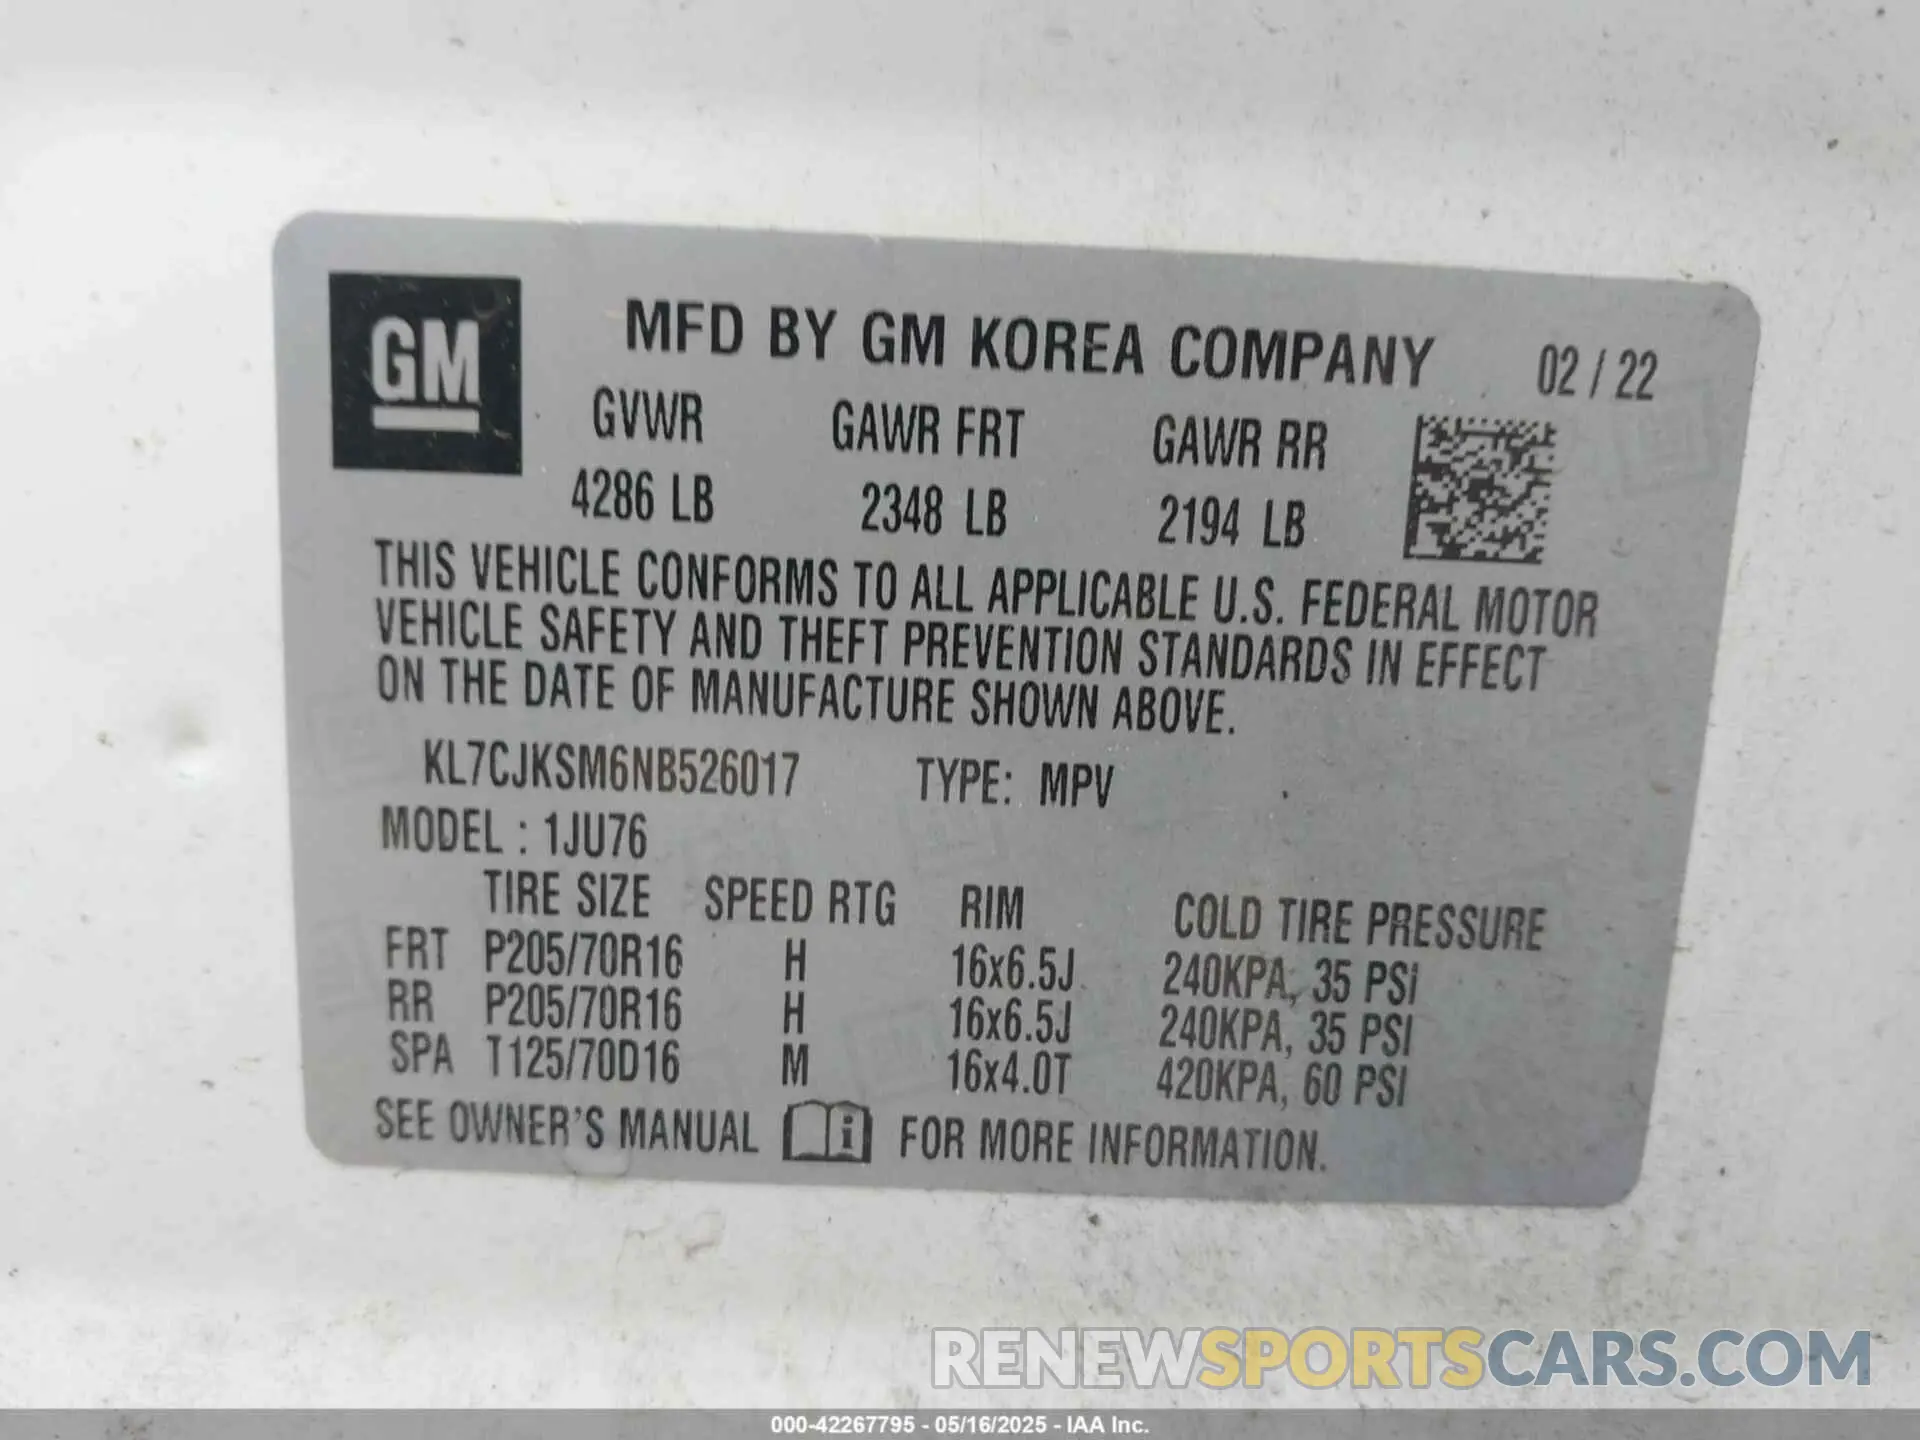 GM
MFD BY GM KOREA COMPANY 02 / 22
GVWR GAWR FRT GAWR RR
4286 LB 2348 LB 2194 LB
THIS VEHICLE CONFORMS TO ALL APPLICABLE U.S. FEDERAL MOTOR
VEHICLE SAFETY AND THEFT PREVENTION STANDARDS IN EFFECT
ON THE DATE OF MANUFACTURE SHOWN ABOVE.
KL7CJKSM6NB526017 TYPE: MPV
MODEL : 1JU76
TIRE SIZE SPEED RTG RIM COLD TIRE PRESSURE
FRT P205/70R16 H 16x6.5J 240KPA, 35 PSI
RR P205/70R16 H 16x6.5J 240KPA, 35 PSI
SPA T125/70D16 M 16x4.0T 420KPA, 60 PSI
SEE OWNER'S MANUAL i FOR MORE INFORMATION.
RENEWSPORTSCARS.COM
000-42267795 - 05/16/2025 - IAA Inc.